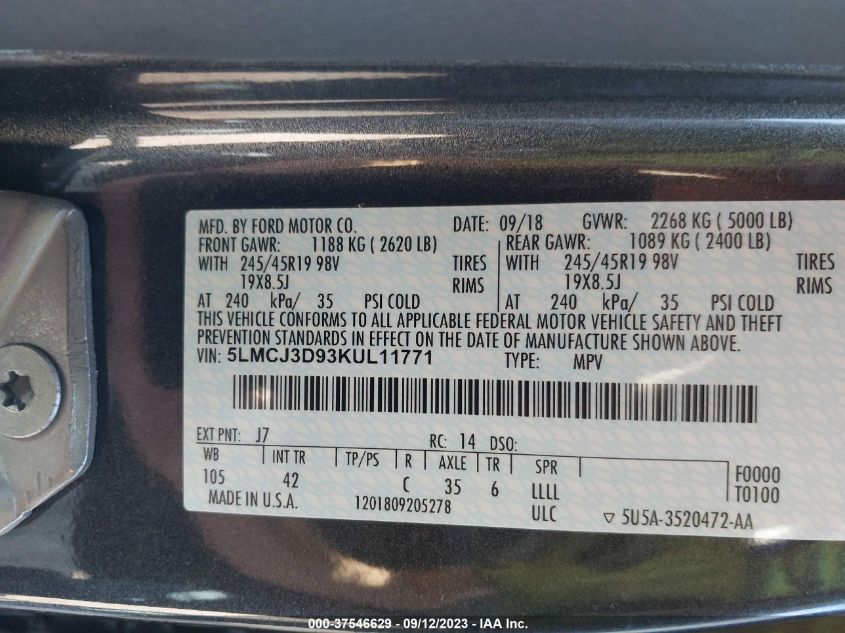 MFD. BY FORD MOTOR CO. DATE: 09/18 GVWR: 2268 KG ( 5000 LB)
FRONT GAWR: 1188 KG ( 2620 LB) REAR GAWR: 1089 KG ( 2400 LB)
WITH 245/45R19 98V TIRES WITH 245/45R19 98V TIRES
19X8.5J RIMS 19X8.5J RIMS
AT 240 kPa/ 35 PSI COLD AT 240 kPa/ 35 PSI COLD
THIS VEHICLE CONFORMS TO ALL APPLICABLE FEDERAL MOTOR VEHICLE SAFETY AND THEFT
PREVENTION STANDARDS IN EFFECT ON THE DATE OF MANUFACTURE SHOWN ABOVE.
VIN: 5LMCJ3D93KUL11771 TYPE: MPV
EXT PNT: J7 RC: 14 DSO:
WB INT TR TP/PS R AXLE TR SPR F0000
105 42 C 35 6 LLLL T0100
MADE IN U.S.A. 1201809205278 ULC ▽ 5U5A-3520472-AA
000-37546629 - 09/12/2023 - IAA Inc.